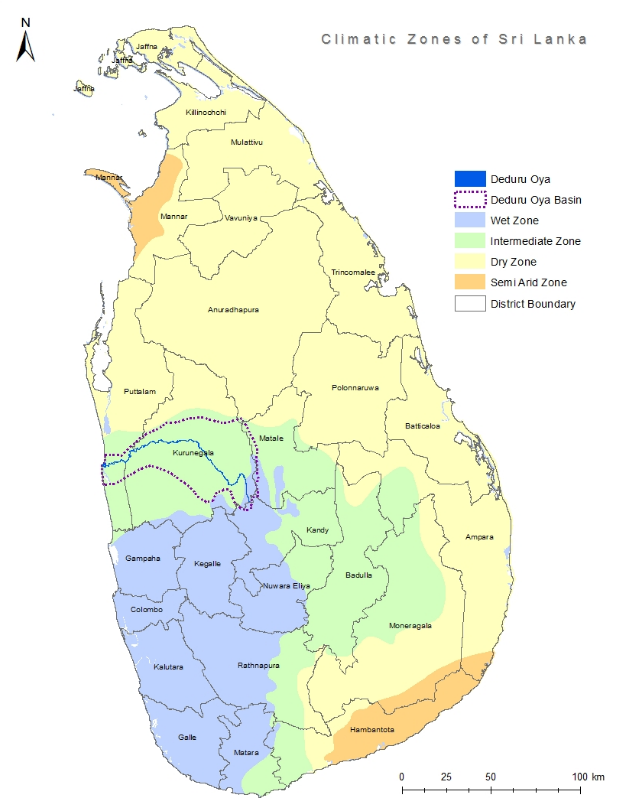 N
Climatic Zones of Sri Lanka
Jaffna
Jaffna
Jaffna
Killinochchi
Mulattivu
Mannar
Mannar
Vavuniya
Trincomalee
Anuradhapura
Puttalam
Polonnaruwa
Batticaloa
Kurunegala
Matale
Ampara
Kandy
Gampaha
Kegalle
Badulla
Nuwara Eliya
Colombo
Moneragala
Kalutara
Rathnapura
Hambantota
Galle
Matara
Deduru Oya
Deduru Oya Basin
Wet Zone
Intermediate Zone
Dry Zone
Semi Arid Zone
District Boundary
0 25 50 100 km